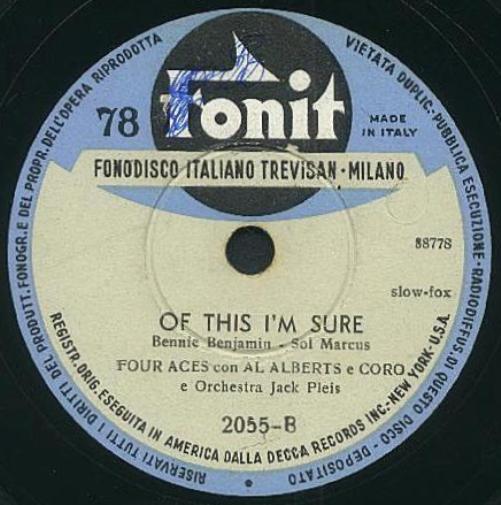 RISERVATI TUTTI I DIRITTI DEL PRODUTT. FONOGR. E DEL PROPR. DELL'OPERA RIPRODOTTA
VIETATA DUPLIC.-PUBBLICA ESECUZIONE-RADIODIFFUS. DI QUESTO DISCO - DEPOSITATO
78
Fonit
MADE
IN ITALY
FONODISCO ITALIANO TREVISAN·MILANO
88778
slow-fox
OF THIS I'M SURE
Bennie Benjamin - Sol Marcus
FOUR ACES con AL ALBERTS e CORO
e Orchestra Jack Pleis
2055-B
REGISTR. ORIG. ESEGUITA IN AMERICA DALLA DECCA RECORDS INC.-NEW YORK-U.S.A.